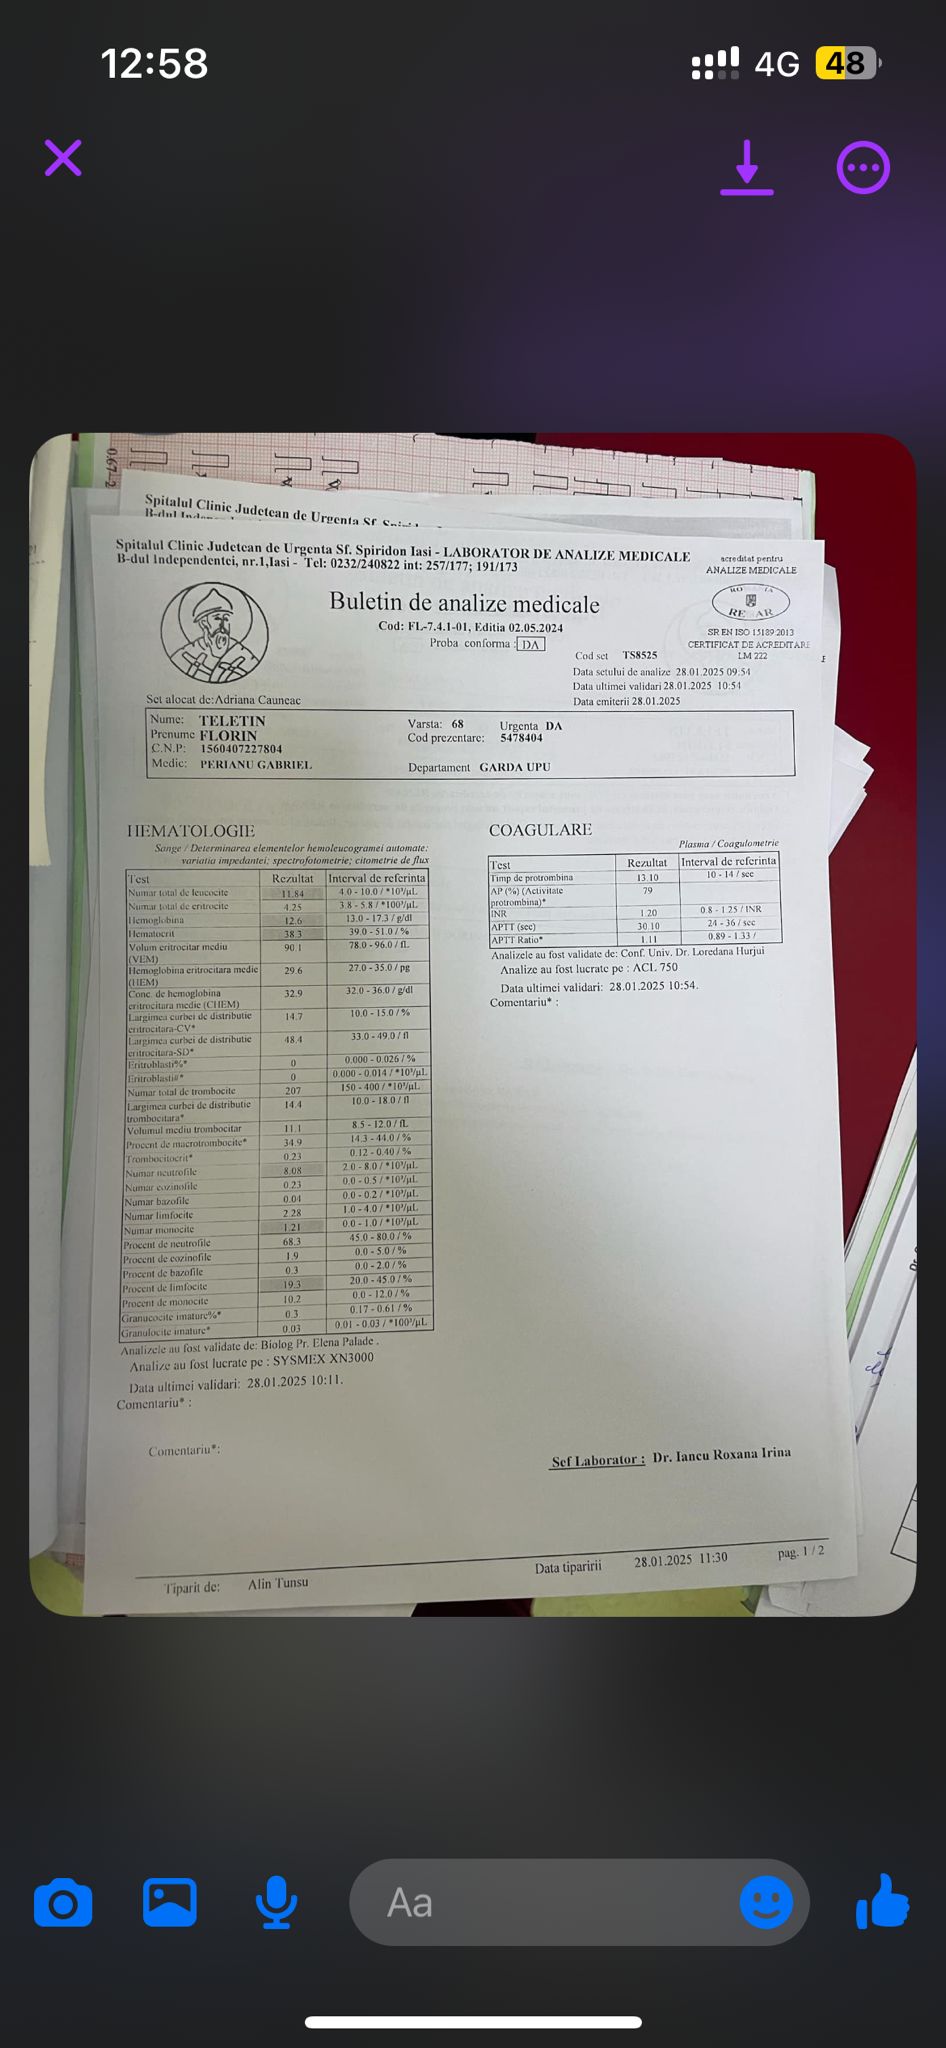 12:58
4G
48
0.67-2
Spitalul Clinic Judetean de Urgenta Sf.
Spitalul Clinic Judetean de Urgenta Sf. Spiridon Iasi - LABORATOR DE ANALIZE MEDICALE
B-dul Independentei, nr.1,Iasi - Tel: 0232/240822 int: 257/177; 191/173
acreditat pentru
ANALIZE MEDICALE
RENAR
SR EN ISO 15189:2013
CERTIFICAT DE ACREDITARE
LM 222
Buletin de analize medicale
Cod: FL-7.4.1-01, Editia 02.05.2024
Proba conforma : DA
Cod set TS8525
Data setului de analize 28.01.2025 09:54
Data ultimei validari 28.01.2025 10:54
Data emiterii 28.01.2025
Set alocat de:Adriana Cauneac
Nume: TELETIN Varsta: 68 Urgenta DA
Prenume FLORIN Cod prezentare: 5478404
C.N.P: 1560407227804
Medic: PERIANU GABRIEL Departament GARDA UPU
HEMATOLOGIE
Sange / Determinarea elementelor hemoleucogramei automate:
variatia impedantei; spectrofotometrie; citometrie de flux
Test Rezultat Interval de referinta
Numar total de leucocite 11.84 4.0 - 10.0 / *10³/µL
Numar total de eritrocite 4.25 3.8 - 5.8 / *100⁶/µL
Hemoglobina 12.6 13.0 - 17.3 / g/dl
Hematocrit 38.3 39.0 - 51.0 / %
Volum eritrocitar mediu
(VEM) 90.1 78.0 - 96.0 / fL
Hemoglobina eritrocitara medie
(HEM) 29.6 27.0 - 35.0 / pg
Conc. de hemoglobina
eritrocitara medie (CHEM) 32.9 32.0 - 36.0 / g/dl
Largimea curbei de distributie
eritrocitara-CV* 14.7 10.0 - 15.0 / %
Largimea curbei de distributie
eritrocitara-SD* 48.4 33.0 - 49.0 / fl
Eritroblasti%* 0 0.000 - 0.026 / %
Eritroblasti#* 0 0.000 - 0.014 / *10³/µL
Numar total de trombocite 207 150 - 400 / *10³/µL
Largimea curbei de distributie
trombocitara* 14.4 10.0 - 18.0 / fl
Volumul mediu trombocitar 11.1 8.5 - 12.0 / fL
Procent de macrotrombocite* 34.9 14.3 - 44.0 / %
Trombocitocrit* 0.23 0.12 - 0.40 / %
Numar neutrofile 8.08 2.0 - 8.0 / *10³/µL
Numar eozinofile 0.23 0.0 - 0.5 / *10³/µL
Numar bazofile 0.04 0.0 - 0.2 / *10³/µL
Numar limfocite 2.28 1.0 - 4.0 / *10³/µL
Numar monocite 1.21 0.0 - 1.0 / *10³/µL
Procent de neutrofile 68.3 45.0 - 80.0 / %
Procent de eozinofile 1.9 0.0 - 5.0 / %
Procent de bazofile 0.3 0.0 - 2.0 / %
Procent de limfocite 19.3 20.0 - 45.0 / %
Procent de monocite 10.2 0.0 - 12.0 / %
Granucocite imature%* 0.3 0.17 - 0.61 / %
Granulocite imature* 0.03 0.01 - 0.03 / *100³/µL
Analizele au fost validate de: Biolog Pr. Elena Palade .
Analize au fost lucrate pe : SYSMEX XN3000
Data ultimei validari: 28.01.2025 10:11.
Comentariu* :
COAGULARE
Plasma / Coagulometrie
Test Rezultat Interval de referinta
Timp de protrombina 13.10 10 - 14 / sec
AP (%) (Activitate
protrombina)* 79
INR 1.20 0.8 - 1.25 / INR
APTT (sec) 30.10 24 - 36 / sec
APTT Ratio* 1.11 0.89 - 1.33 /
Analizele au fost validate de: Conf. Univ. Dr. Loredana Hurjui
Analize au fost lucrate pe : ACL 750
Data ultimei validari: 28.01.2025 10:54.
Comentariu* :
Comentariu*:
Sef Laborator : Dr. Iancu Roxana Irina
Tiparit de: Alin Tunsu
Data tiparirii 28.01.2025 11:30 pag. 1 / 2
Aa